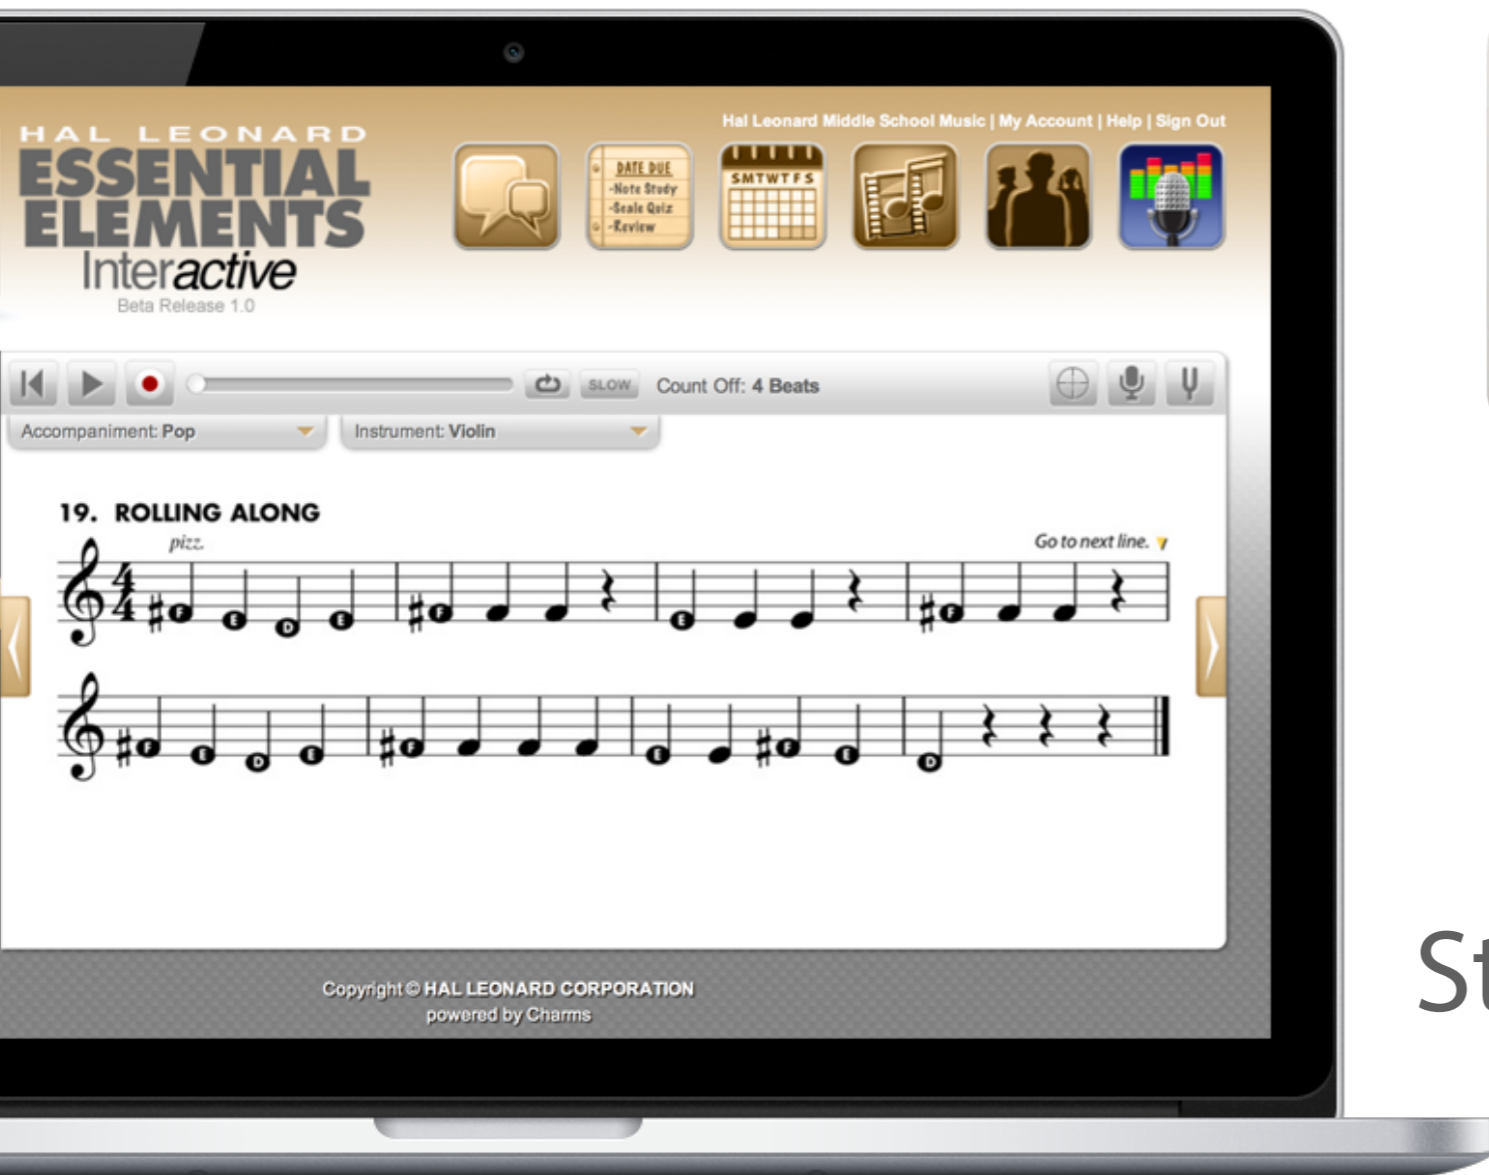 Hal Leonard Middle School Music | My Account | Help | Sign Out
HAL LEONARD
ESSENTIAL
ELEMENTS
Interactive
Beta Release 1.0
DATE DUE
-Note Study
-Scale Quiz
-Review
SMTWTFS
SLOW
Count Off: 4 Beats
Accompaniment: Pop
Instrument: Violin
19. ROLLING ALONG
pizz.
Go to next line.
4
4
F E D E F E F
F E D E F E F E D
Copyright © HAL LEONARD CORPORATION
powered by Charms
St